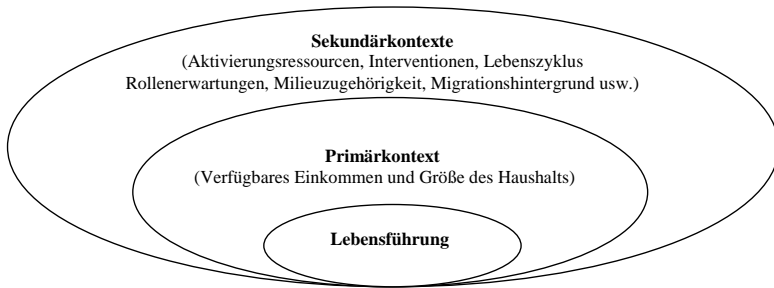 Sekundärkontexte
(Aktivierungsressourcen, Interventionen, Lebenszyklus
Rollenerwartungen, Milieuzugehörigkeit, Migrationshintergrund usw.)
Primärkontext
(Verfügbares Einkommen und Größe des Haushalts)
Lebensführung